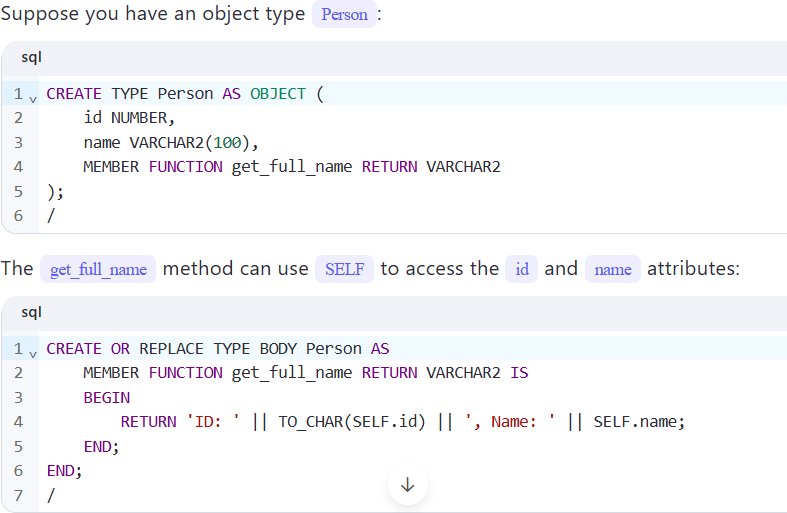 Suppose you have an object type Person:
sql
1 CREATE TYPE Person AS OBJECT (
2     id NUMBER,
3     name VARCHAR2(100),
4     MEMBER FUNCTION get_full_name RETURN VARCHAR2
5 );
6 /
The get_full_name method can use SELF to access the id and name attributes:
sql
1 CREATE OR REPLACE TYPE BODY Person AS
2     MEMBER FUNCTION get_full_name RETURN VARCHAR2 IS
3     BEGIN
4         RETURN 'ID: ' || TO_CHAR(SELF.id) || ', Name: ' || SELF.name;
5     END;
6 END;
7 /